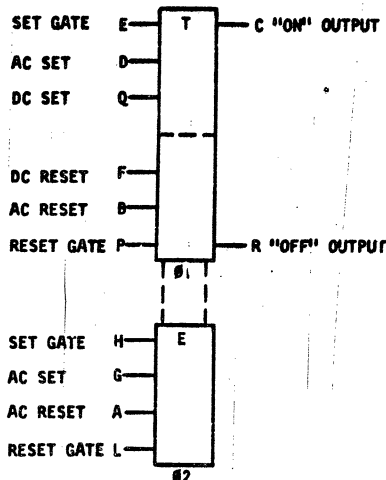 SET GATE E T C "ON" OUTPUT
AC SET D
DC SET Q
DC RESET F
AC RESET B
RESET GATE P R "OFF" OUTPUT
Ø1
SET GATE H E
AC SET G
AC RESET A
RESET GATE L
Ø2